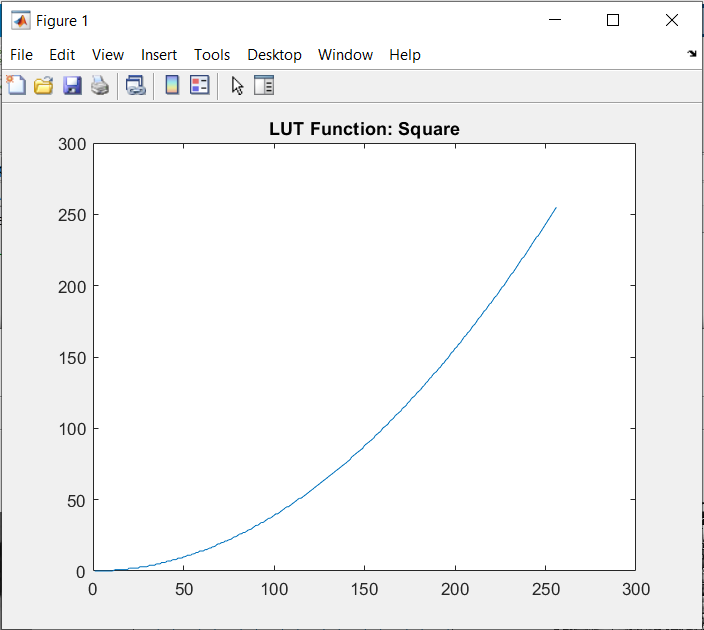 Figure 1
File Edit View Insert Tools Desktop Window Help
LUT Function: Square
300
250
200
150
100
50
0
0 50 100 150 200 250 300